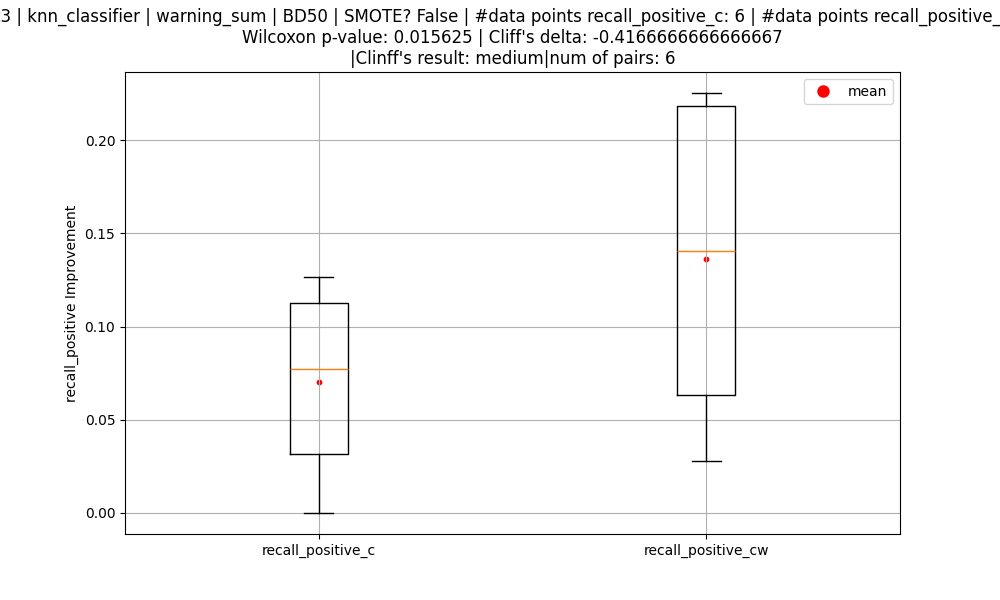 3 | knn_classifier | warning_sum | BD50 | SMOTE? False | #data points recall_positive_c: 6 | #data points recall_positive_
Wilcoxon p-value: 0.015625 | Cliff's delta: -0.4166666666666667
|Clinff's result: medium|num of pairs: 6
mean
0.20
0.15
0.10
0.05
0.00
recall_positive Improvement
recall_positive_c
recall_positive_cw